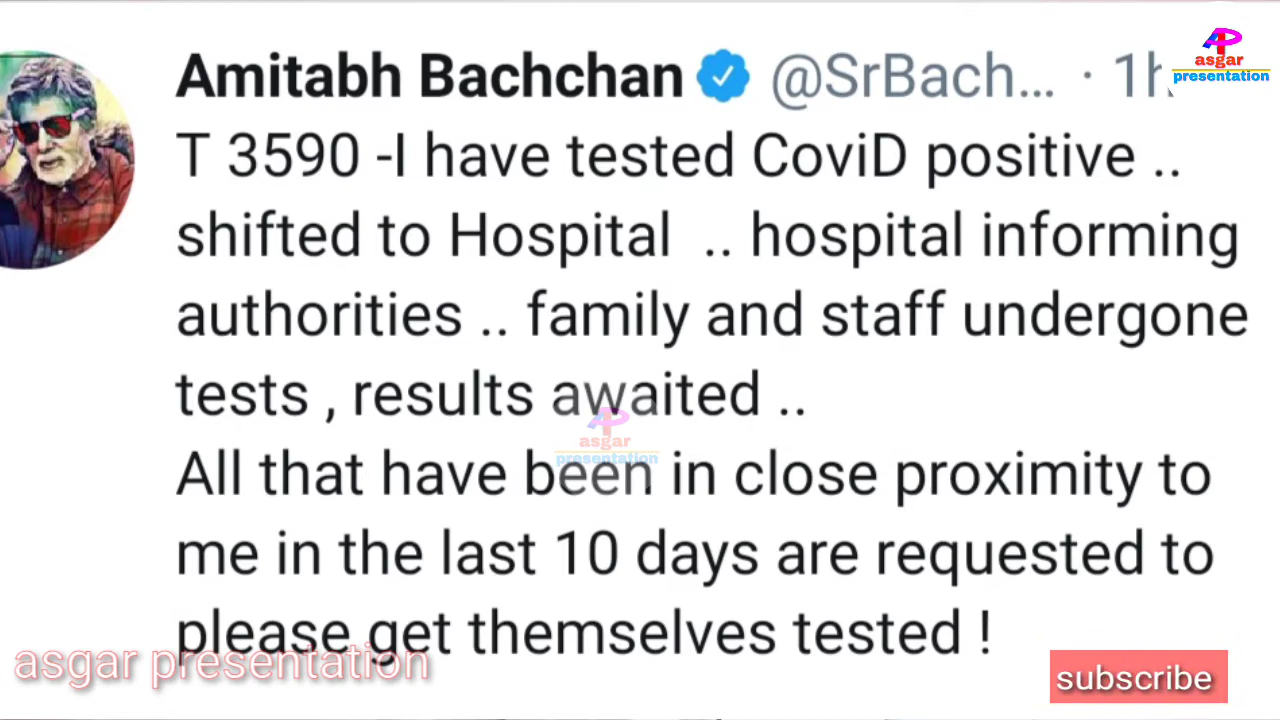 Amitabh Bachchan @SrBach... · 1h
asgar
presentation
T 3590 -I have tested CoviD positive ..
shifted to Hospital .. hospital informing
authorities .. family and staff undergone
tests , results awaited ..
asgar
presentation
All that have been in close proximity to
me in the last 10 days are requested to
please get themselves tested !
asgar presentation
subscribe